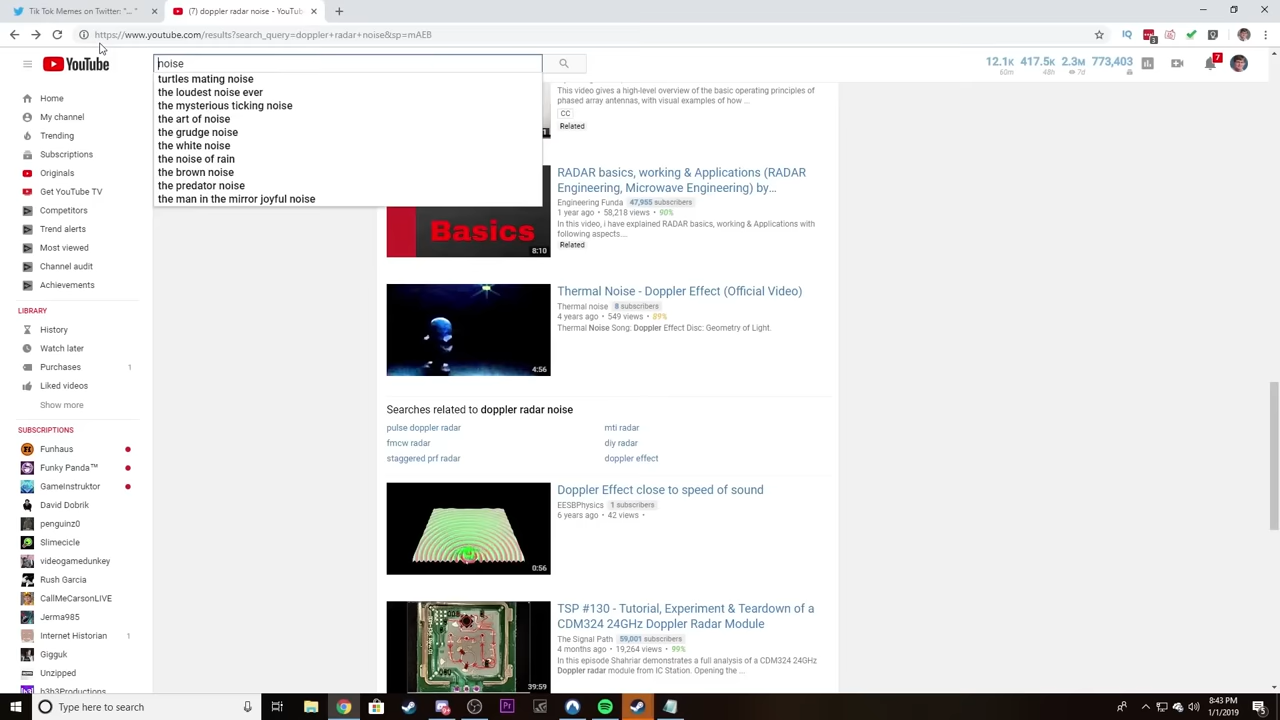 Tik Tok Memes on Twitter: "..."
(7) doppler radar noise - YouTub
https://www.youtube.com/results?search_query=doppler+radar+noise&sp=mAEB
IQ
3
YouTube
noise
12.1k 417.5k 2.3m 773,403
60m 48h 7d
7
turtles mating noise
the loudest noise ever
the mysterious ticking noise
the art of noise
the grudge noise
the white noise
the noise of rain
the brown noise
the predator noise
the man in the mirror joyful noise
Home
My channel
Trending
Subscriptions
Originals
Get YouTube TV
Competitors
Trend alerts
Most viewed
Channel audit
Achievements
LIBRARY
History
Watch later
Purchases 1
Liked videos
Show more
SUBSCRIPTIONS
Funhaus
Funky Panda™
GameInstruktor
David Dobrik
penguinz0
Slimecicle
videogamedunkey
Rush Garcia
CallMeCarsonLIVE
Jerma985
Internet Historian 1
Gigguk
Unzipped
b3b3Productions
This video gives a high-level overview of the basic operating principles of
phased array antennas, with visual examples of how ...
CC
Related
Basics
8:10
RADAR basics, working & Applications (RADAR
Engineering, Microwave Engineering) by…
Engineering Funda 47,955 subscribers
1 year ago • 58,218 views • 90%
In this video, i have explained RADAR basics, working & Applications with
following aspects....
Related
4:56
Thermal Noise - Doppler Effect (Official Video)
Thermal noise 8 subscribers
4 years ago • 549 views • 89%
Thermal Noise Song: Doppler Effect Disc: Geometry of Light.
Searches related to doppler radar noise
pulse doppler radar
mti radar
fmcw radar
diy radar
staggered prf radar
doppler effect
0:56
Doppler Effect close to speed of sound
EESBPhysics 1 subscribers
6 years ago • 42 views •
39:59
TSP #130 - Tutorial, Experiment & Teardown of a
CDM324 24GHz Doppler Radar Module
The Signal Path 59,001 subscribers
4 months ago • 19,264 views • 99%
In this episode Shahriar demonstrates a full analysis of a CDM324 24GHz
Doppler radar module from IC Station. Opening the ...
Type here to search
Pr
8:43 PM
1/1/2019